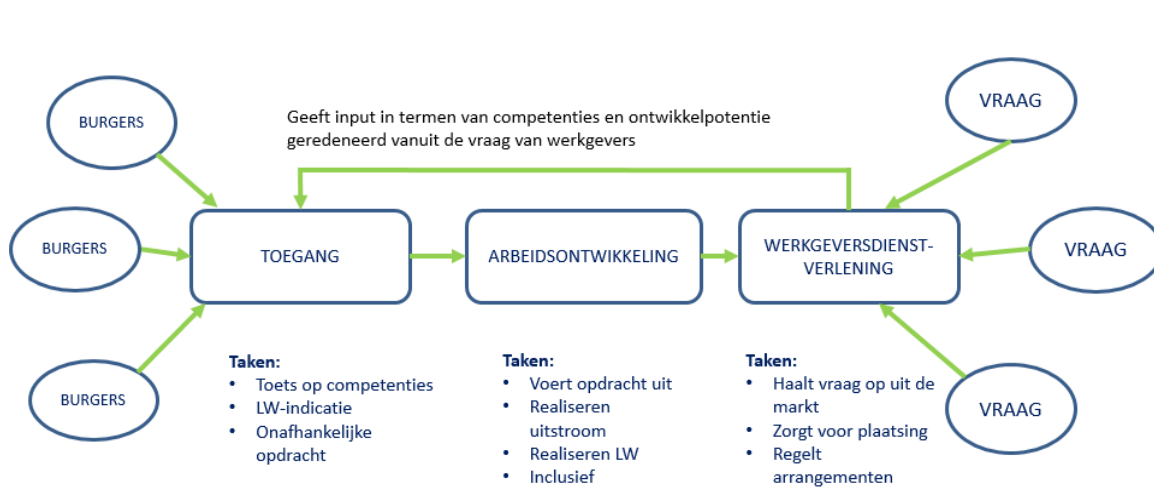 BURGERS
BURGERS
BURGERS
Geeft input in termen van competenties en ontwikkelpotentie
geredeneerd vanuit de vraag van werkgevers
VRAAG
VRAAG
VRAAG
TOEGANG
ARBEIDSONTWIKKELING
WERKGEVERSDIENST-
VERLENING
Taken:
• Toets op competenties
• LW-indicatie
• Onafhankelijke
opdracht
Taken:
• Voert opdracht uit
• Realiseren
uitstroom
• Realiseren LW
• Inclusief
Taken:
• Haalt vraag op uit de
markt
• Zorgt voor plaatsing
• Regelt
arrangementen